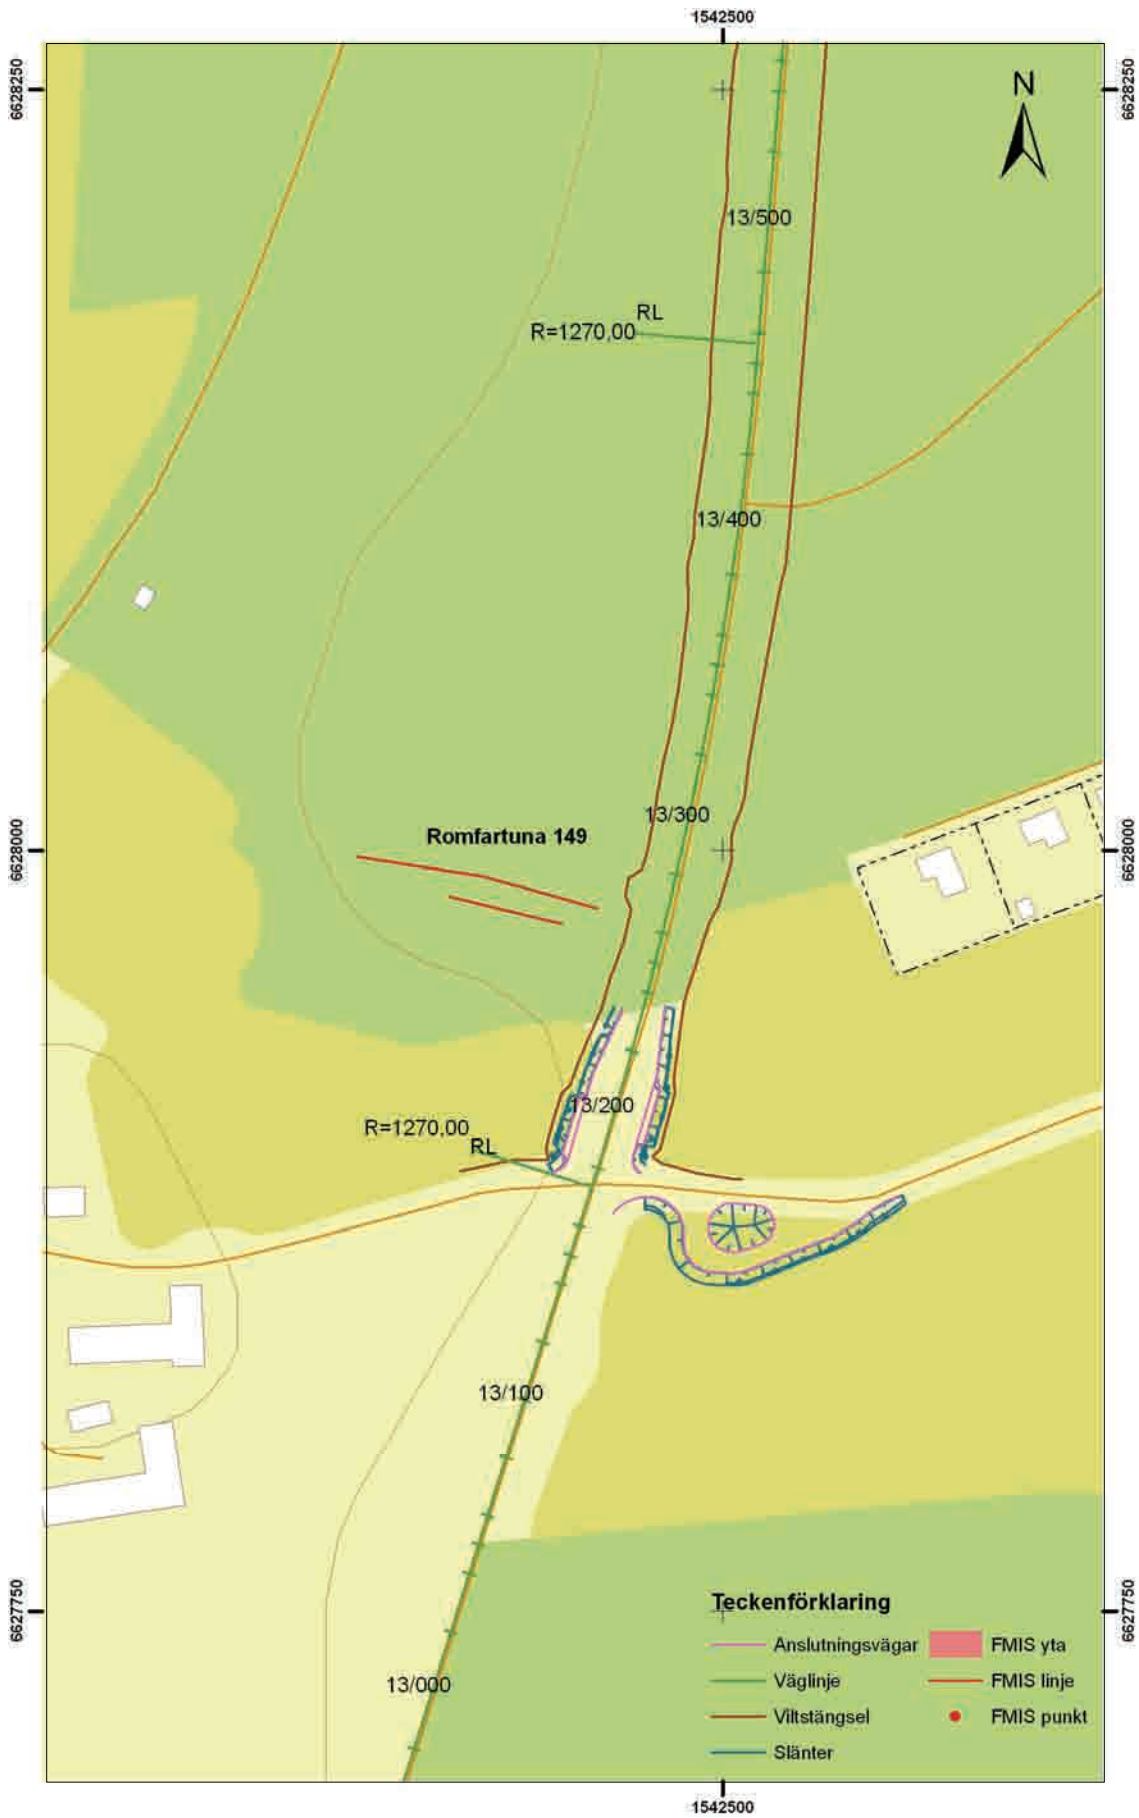 1542500
6628250
6628250
N
13/500
RL
R=1270,00
13/400
13/300
Romfartuna 149
6628000
6628000
13/200
R=1270,00
RL
13/100
6627750
6627750
Teckenförklaring
Anslutningsvägar
FMIS yta
Väglinje
FMIS linje
Viltstängsel
FMIS punkt
Slänter
13/000
1542500